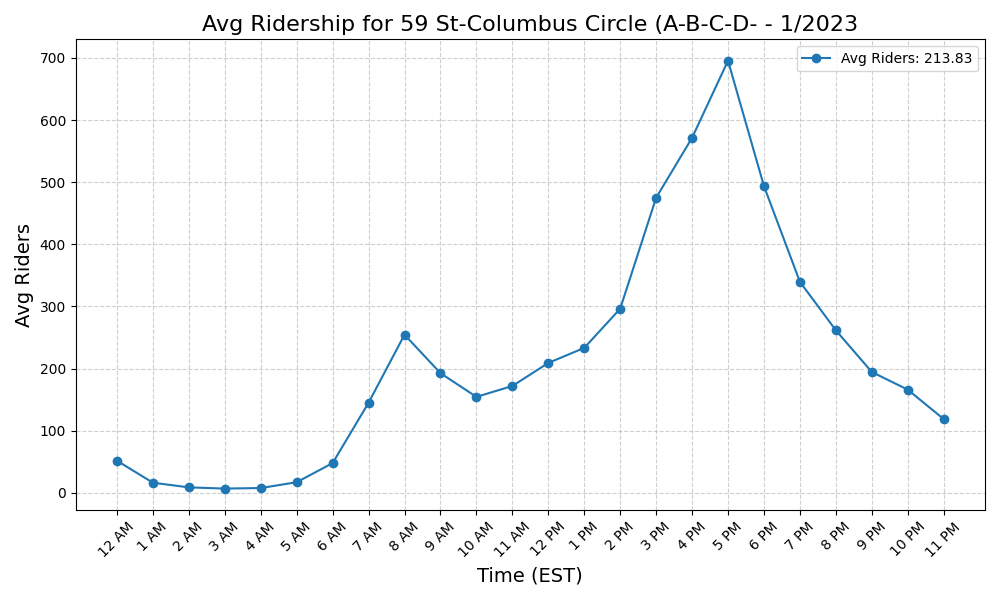 Avg Ridership for 59 St-Columbus Circle (A-B-C-D- - 1/2023
Avg Riders: 213.83
Avg Riders
700
600
500
400
300
200
100
0
12 AM
1 AM
2 AM
3 AM
4 AM
5 AM
6 AM
7 AM
8 AM
9 AM
10 AM
11 AM
12 PM
1 PM
2 PM
3 PM
4 PM
5 PM
6 PM
7 PM
8 PM
9 PM
10 PM
11 PM
Time (EST)